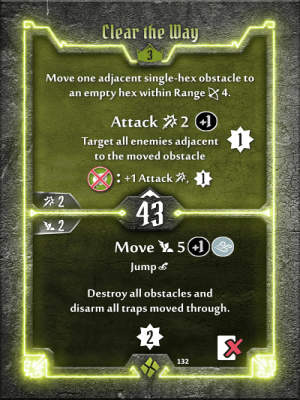 Clear the Way
3
Move one adjacent single-hex obstacle to
an empty hex within Range 4.
Attack 2 +1
Target all enemies adjacent
to the moved obstacle
1
: +1 Attack, 1
2
43
2
Move 5 +1
Jump
Destroy all obstacles and
disarm all traps moved through.
2
132